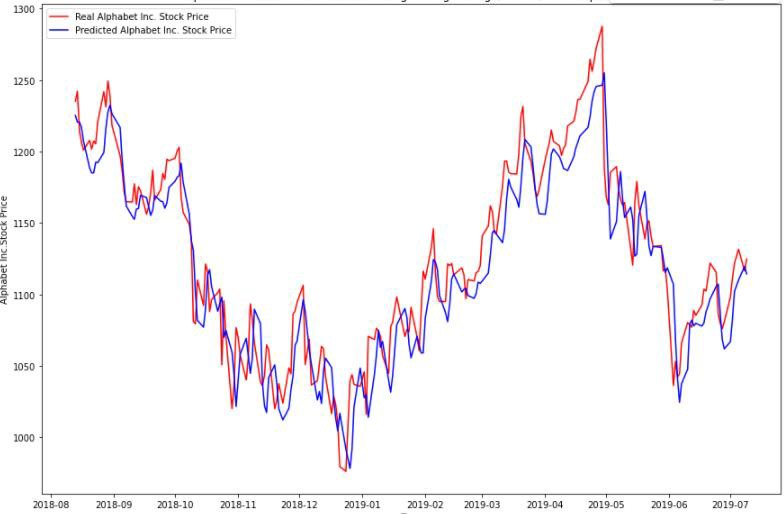 1300
Real Alphabet Inc. Stock Price
Predicted Alphabet Inc. Stock Price
1250
1200
1150
1100
1050
1000
Alphabet Inc.Stock Price
2018-08 2018-09 2018-10 2018-11 2018-12 2019-01 2019-02 2019-03 2019-04 2019-05 2019-06 2019-07